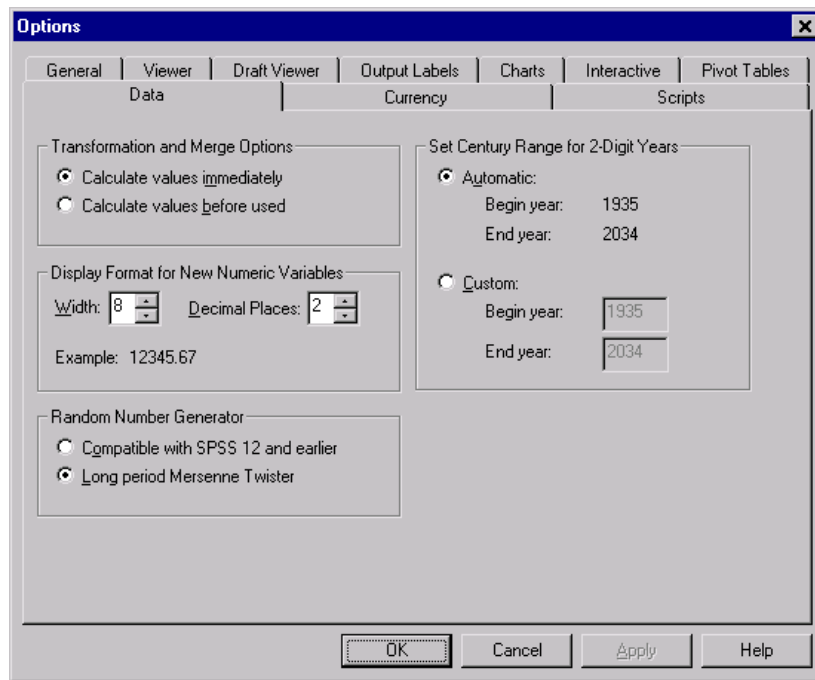 Options
General Viewer Draft Viewer Output Labels Charts Interactive Pivot Tables
Data Currency Scripts
Transformation and Merge Options
Calculate values immediately
Calculate values before used
Display Format for New Numeric Variables
Width: 8 Decimal Places: 2
Example: 12345.67
Random Number Generator
Compatible with SPSS 12 and earlier
Long period Mersenne Twister
Set Century Range for 2-Digit Years
Automatic:
Begin year: 1935
End year: 2034
Custom:
Begin year: 1935
End year: 2034
OK Cancel Apply Help